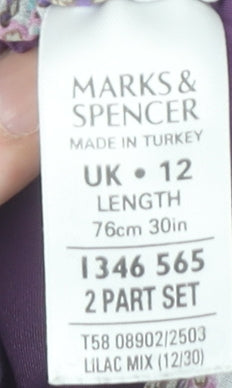 MARKS &
SPENCER
MADE IN TURKEY
UK • 12
LENGTH
76cm 30in
1346 565
2 PART SET
T58 08902/2503
LILAC MIX (12/30)